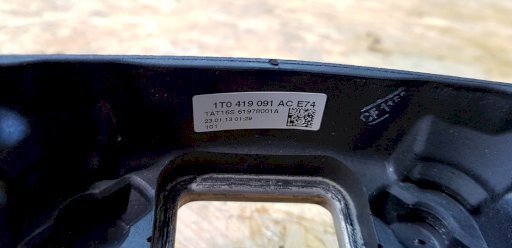 1T0 419 091 AC E74
TAT16S 61978001A
23.01.13 01:29
101